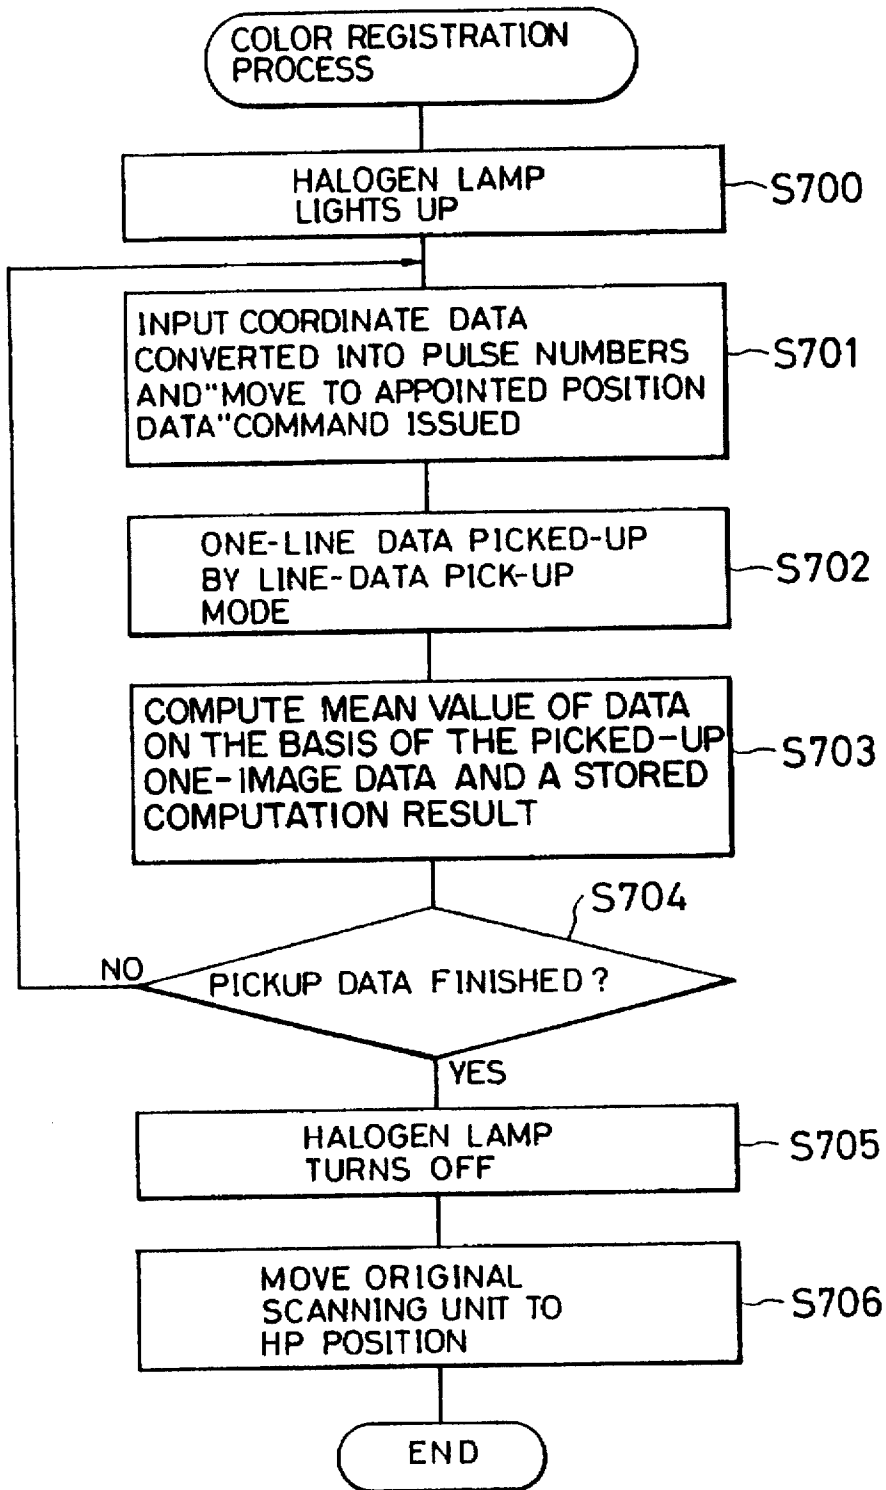 COLOR REGISTRATION
PROCESS
HALOGEN LAMP
LIGHTS UP
S700
INPUT COORDINATE DATA
CONVERTED INTO PULSE NUMBERS
AND "MOVE TO APPOINTED POSITION
DATA" COMMAND ISSUED
S701
ONE-LINE DATA PICKED-UP
BY LINE-DATA PICK-UP
MODE
S702
COMPUTE MEAN VALUE OF DATA
ON THE BASIS OF THE PICKED-UP
ONE-IMAGE DATA AND A STORED
COMPUTATION RESULT
S703
S704
NO
PICKUP DATA FINISHED?
YES
HALOGEN LAMP
TURNS OFF
S705
MOVE ORIGINAL
SCANNING UNIT TO
HP POSITION
S706
END